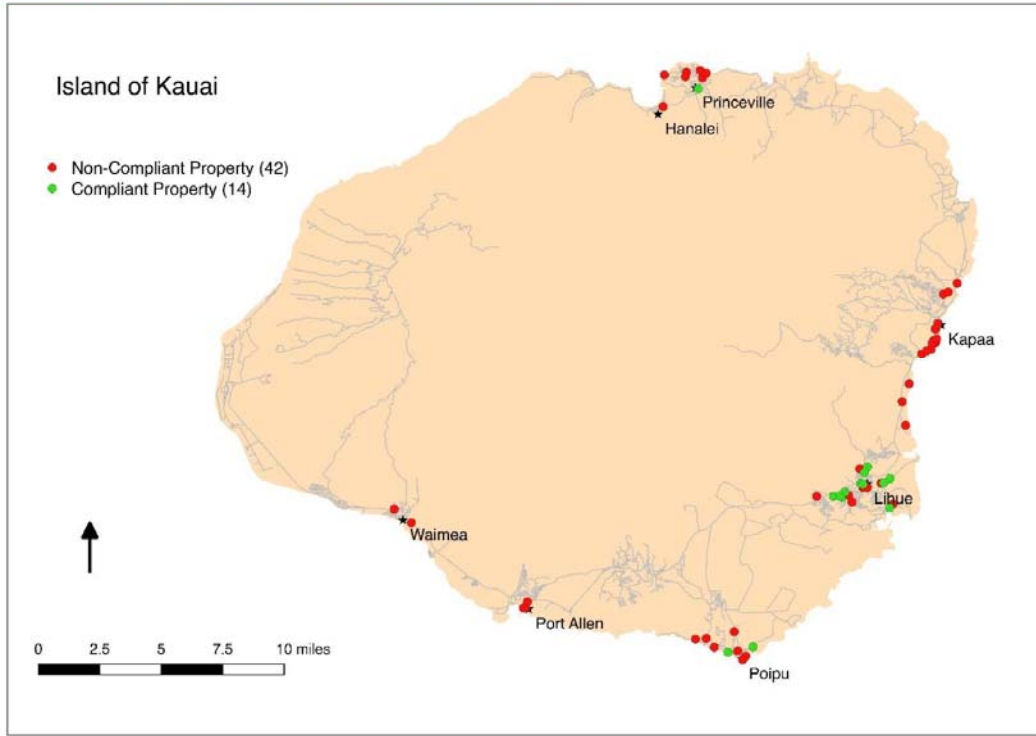 Island of Kauai
Non-Compliant Property (42)
Compliant Property (14)
Princeville
Hanalei
Kapaa
Lihue
Waimea
Port Allen
Poipu
0 2.5 5 7.5 10 miles